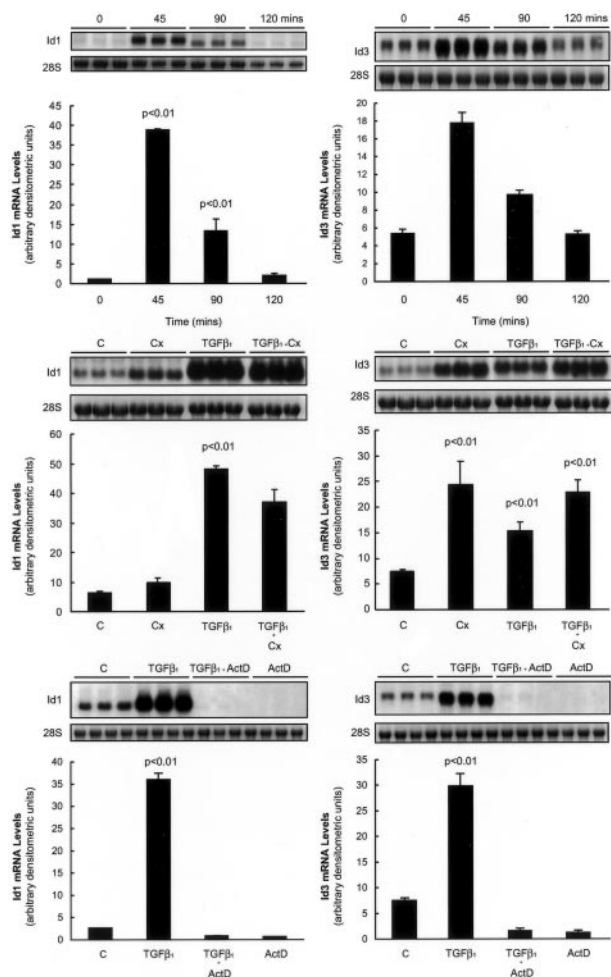 0 45 90 120 mins
Id1
28S
Id1 mRNA Levels
(arbitrary densitometric units)
45
40
35
30
25
20
15
10
5
0
p<0.01
p<0.01
0 45 90 120
Time (mins)
0 45 90 120 mins
Id3
28S
Id3 mRNA Levels
(arbitrary densitometric units)
20
18
16
14
12
10
8
6
4
2
0
0 45 90 120
Time (mins)
C Cx TGFβ₁ TGFβ₁-Cx
Id1
28S
Id1 mRNA Levels
(arbitrary densitometric units)
60
50
40
30
20
10
0
p<0.01
C Cx TGFβ₁ TGFβ₁
+
Cx
C Cx TGFβ₁ TGFβ₁-Cx
Id3
28S
Id3 mRNA Levels
(arbitrary densitometric units)
35
30
25
20
15
10
5
0
p<0.01
p<0.01
p<0.01
C Cx TGFβ₁ TGFβ₁
+
Cx
C TGFβ₁ TGFβ₁-ActD ActD
Id1
28S
Id1 mRNA Levels
(arbitrary densitometric units)
40
35
30
25
20
15
10
5
0
p<0.01
C TGFβ₁ TGFβ₁ ActD
+
ActD
C TGFβ₁ TGFβ₁-ActD ActD
Id3
28S
Id3 mRNA Levels
(arbitrary densitometric units)
35
30
25
20
15
10
5
0
p<0.01
C TGFβ₁ TGFβ₁ ActD
+
ActD